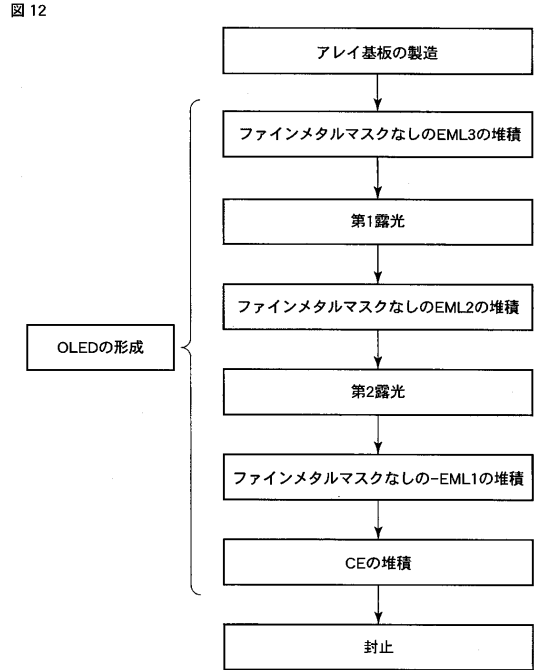 図 12
アレイ基板の製造
ファインメタルマスクなしのEML3の堆積
第1露光
ファインメタルマスクなしのEML2の堆積
OLEDの形成
第2露光
ファインメタルマスクなしの-EML1の堆積
CEの堆積
封止